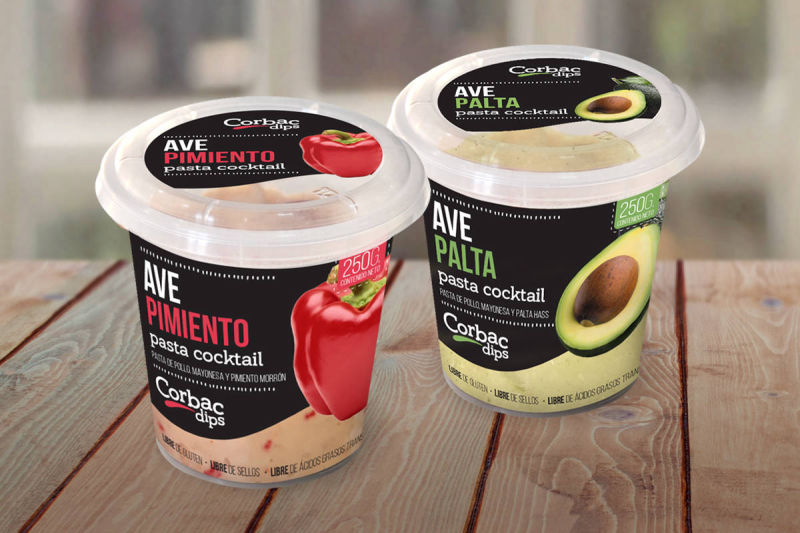 Corbac
dips
AVE
PIMIENTO
pasta cocktail
250G.
CONTENIDO NETO
AVE
PIMIENTO
pasta cocktail
PASTA DE POLLO, MAYONESA Y PIMIENTO MORRÓN
Corbac
dips
LIBRE DE GLUTEN • LIBRE DE SELLOS • LIBRE DE ÁCIDOS GRASOS TRANS
Corbac
dips
AVE
PALTA
pasta cocktail
250G.
CONTENIDO NETO
AVE
PALTA
pasta cocktail
PASTA DE POLLO, MAYONESA Y PALTA HASS
Corbac
dips
LIBRE DE GLUTEN • LIBRE DE SELLOS • LIBRE DE ÁCIDOS GRASOS TRANS